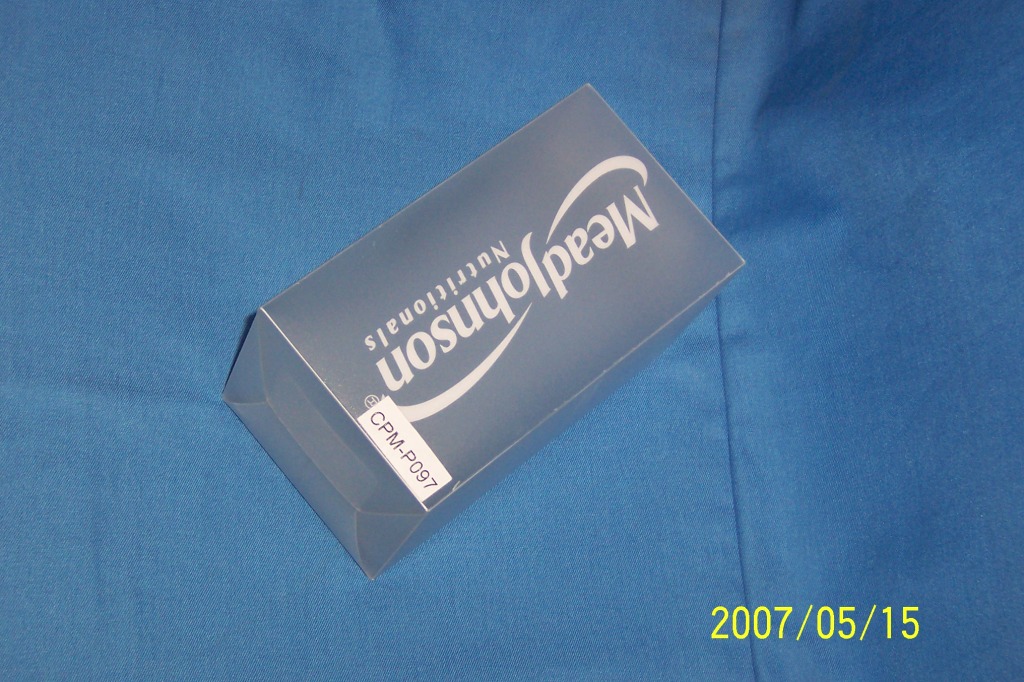 MeadJohnson
Nutritionals
CPM-P097
2007/05/15